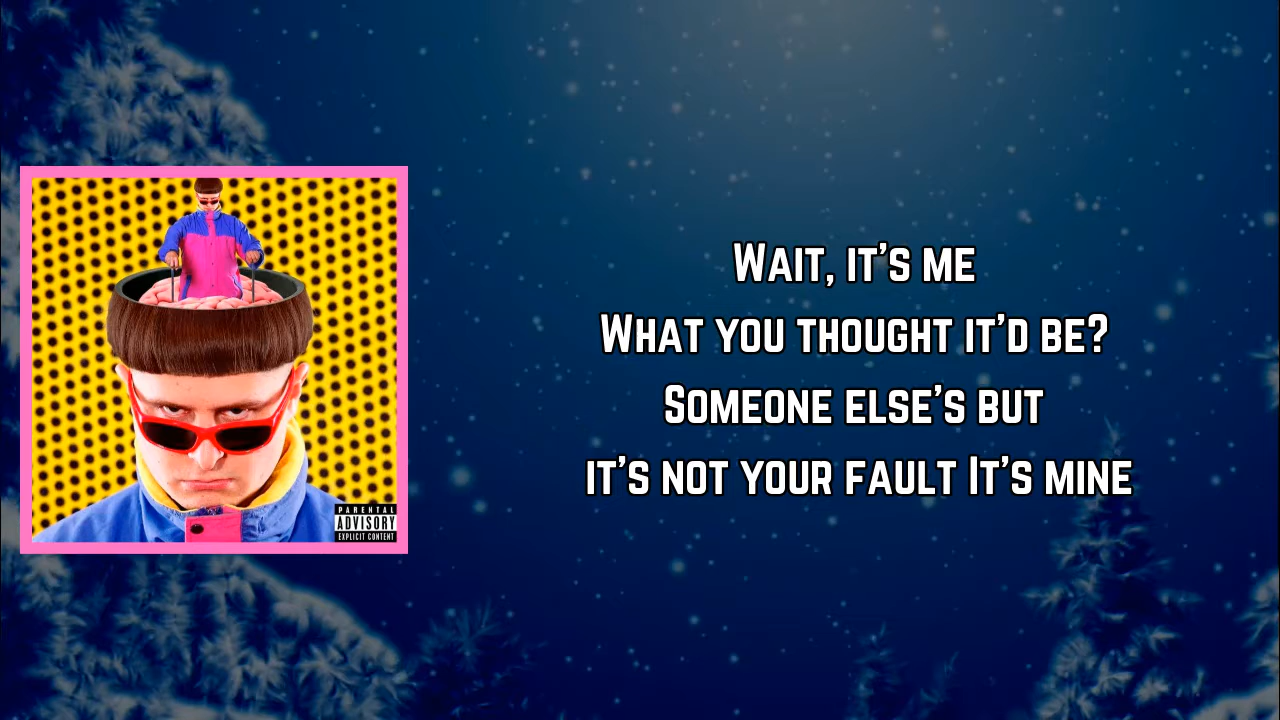 PARENTAL
ADVISORY
EXPLICIT CONTENT
Wait, it's me
What you thought it'd be?
Someone else's but
it's not your fault It's mine